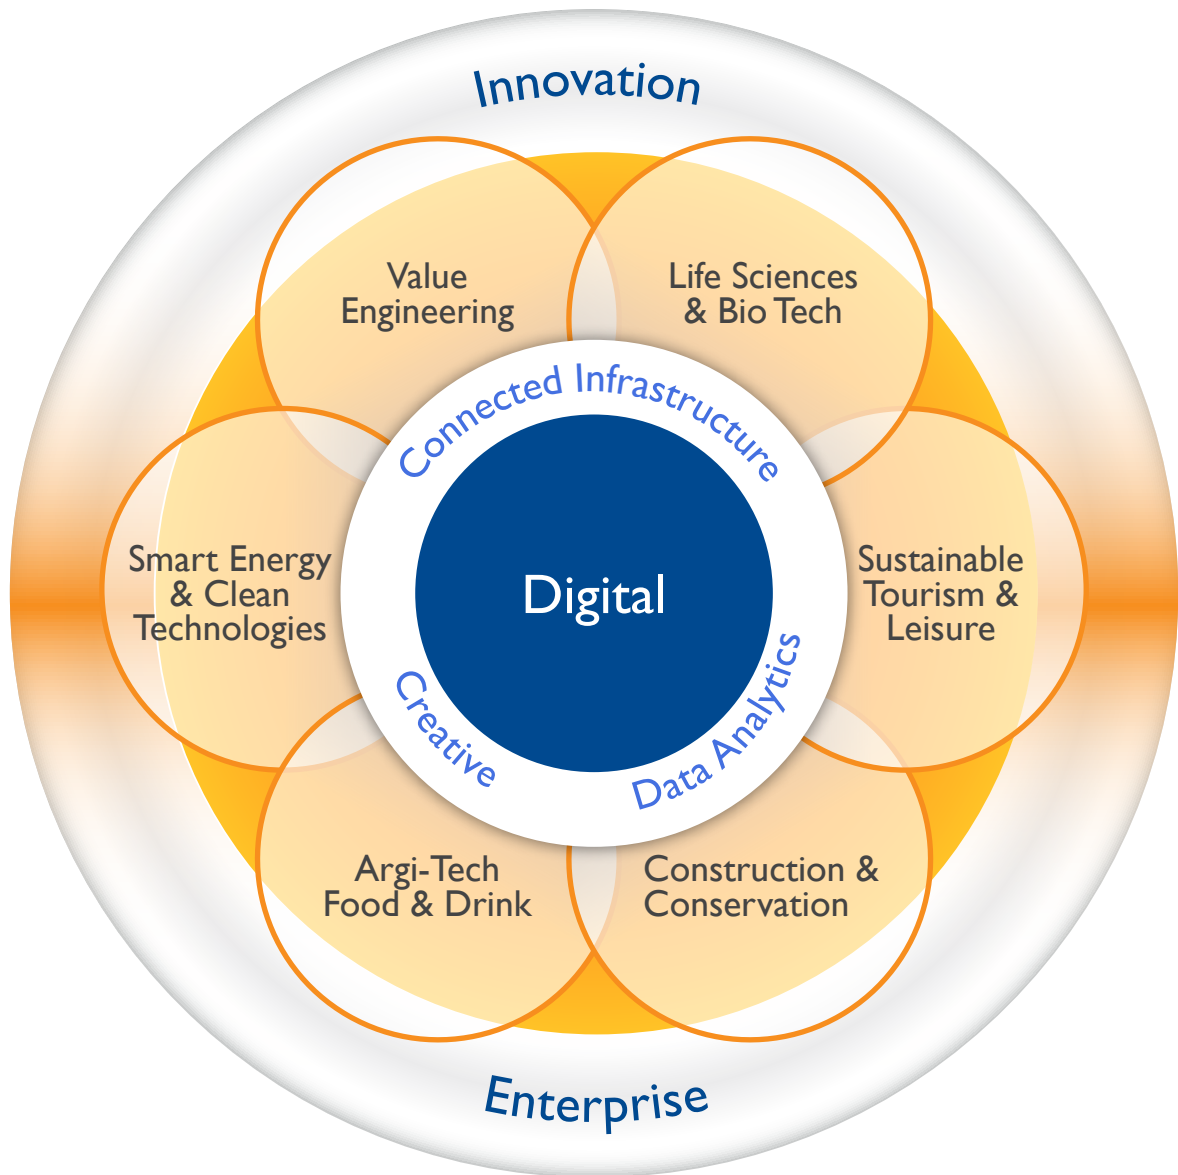 Innovation
Value
Engineering
Life Sciences
& Bio Tech
Connected Infrastructure
Smart Energy
& Clean
Technologies
Digital
Sustainable
Tourism &
Leisure
Creative
Data Analytics
Argi-Tech
Food & Drink
Construction &
Conservation
Enterprise